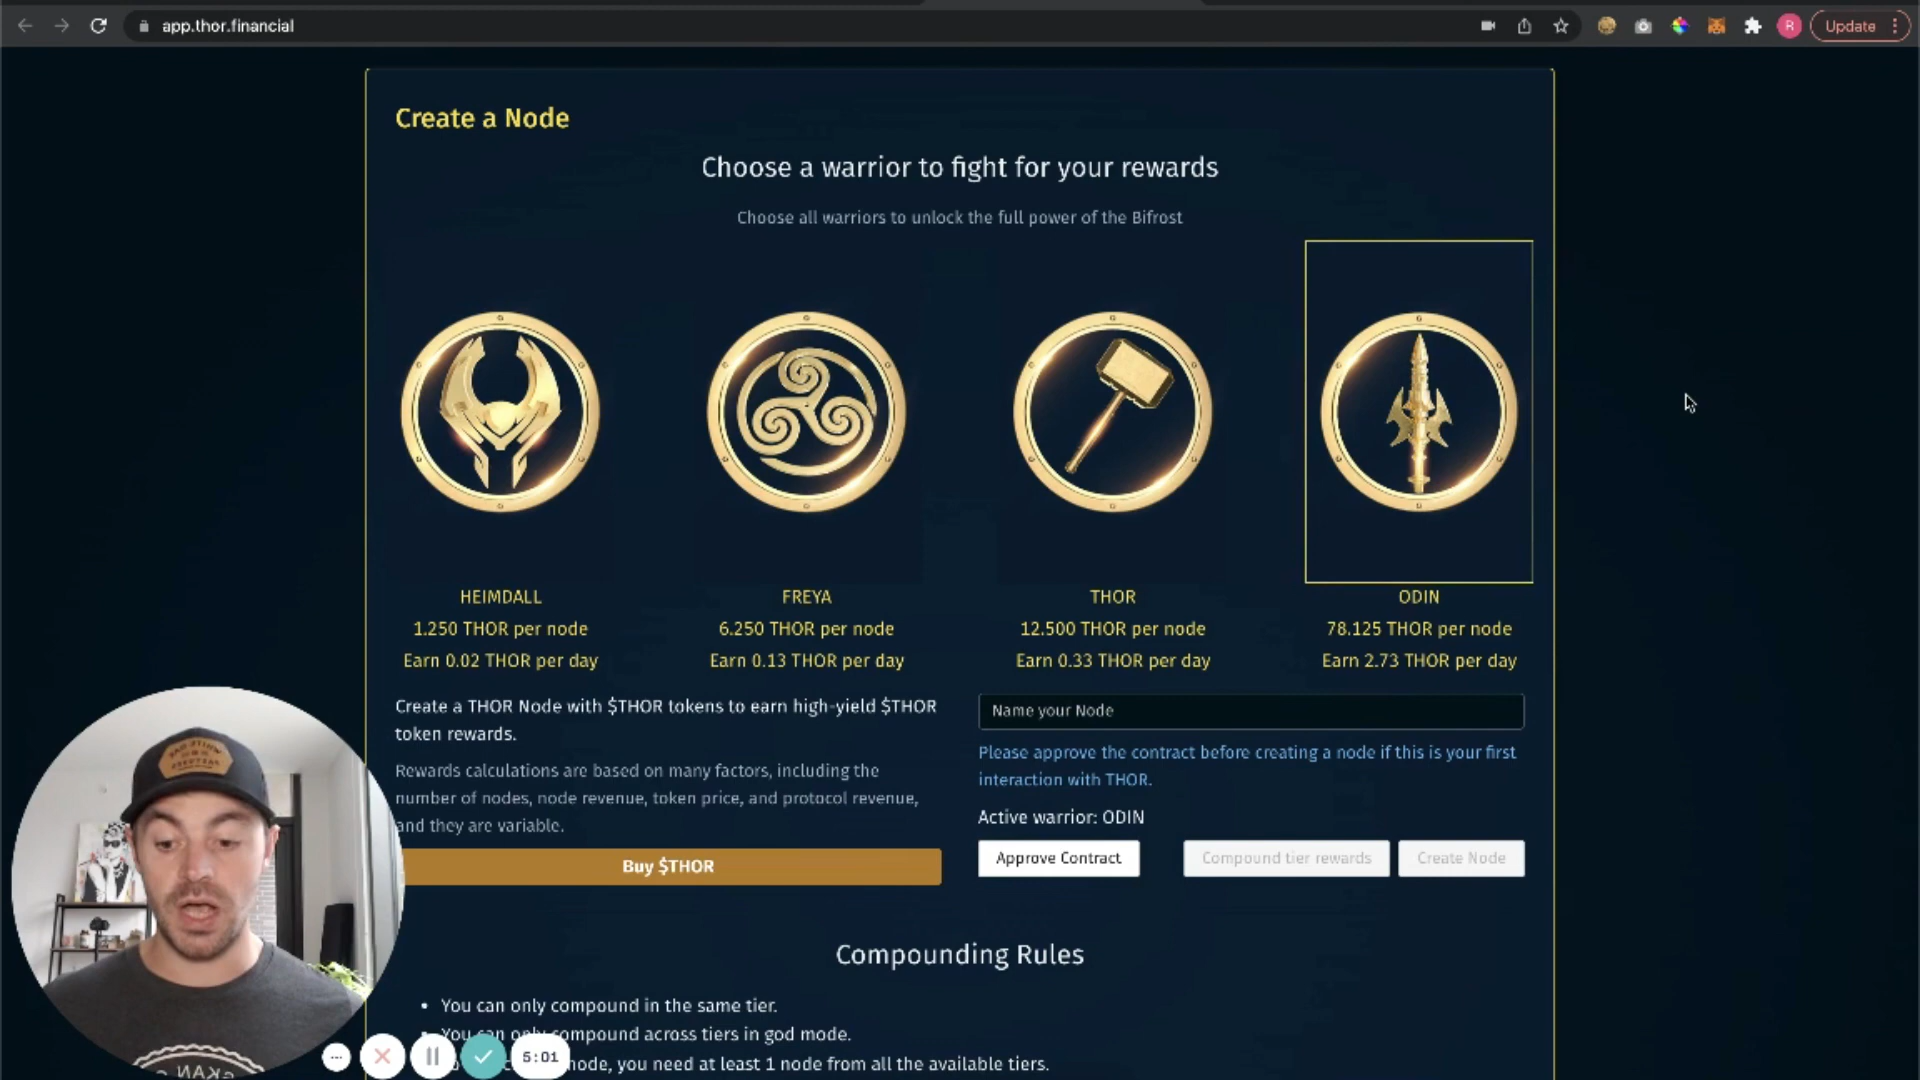 app.thor.financial
R
Update
Create a Node
Choose a warrior to fight for your rewards
Choose all warriors to unlock the full power of the Bifrost
HEIMDALL
1.250 THOR per node
Earn 0.02 THOR per day
FREYA
6.250 THOR per node
Earn 0.13 THOR per day
THOR
12.500 THOR per node
Earn 0.33 THOR per day
ODIN
78.125 THOR per node
Earn 2.73 THOR per day
Create a THOR Node with $THOR tokens to earn high-yield $THOR
token rewards.
Rewards calculations are based on many factors, including the
number of nodes, node revenue, token price, and protocol revenue,
and they are variable.
Buy $THOR
Name your Node
Please approve the contract before creating a node if this is your first
interaction with THOR.
Active warrior: ODIN
Approve Contract
Compound tier rewards
Create Node
Compounding Rules
• You can only compound in the same tier.
• You can only compound across tiers in god mode.
node, you need at least 1 node from all the available tiers.
5:01